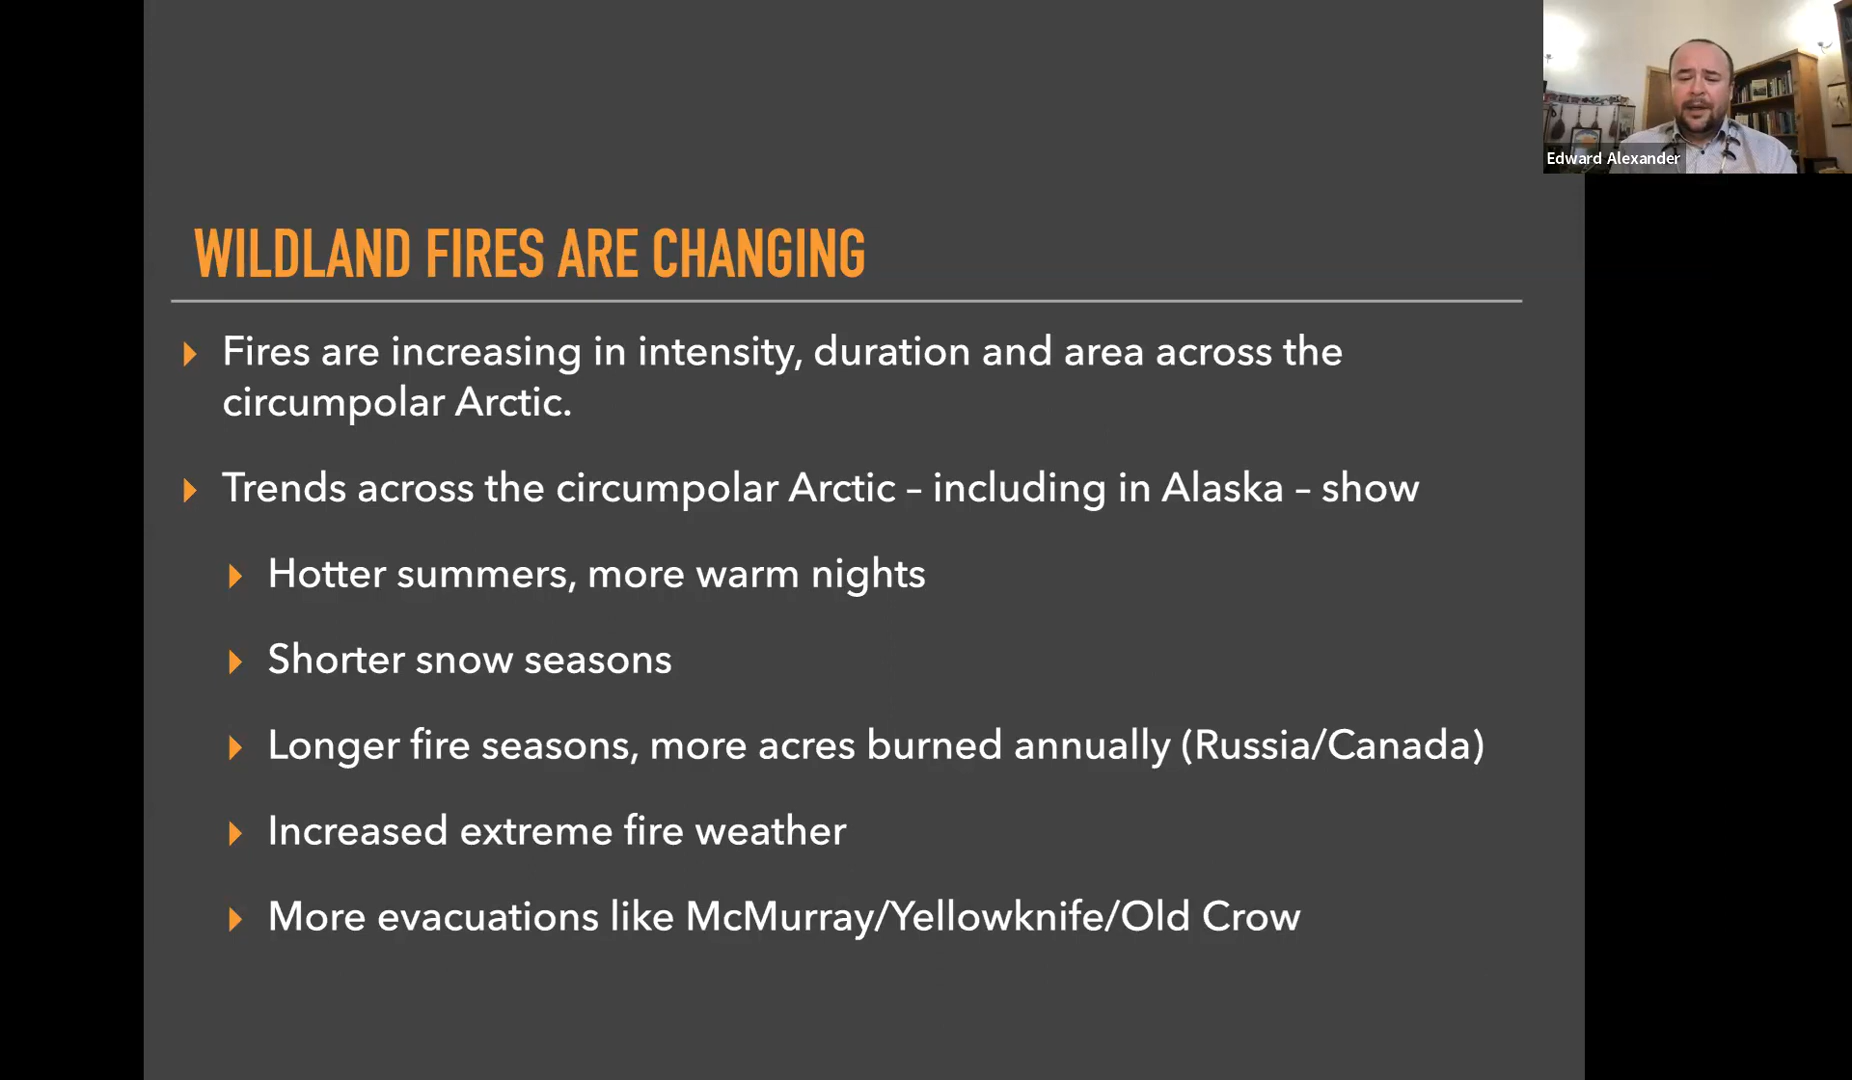 Edward Alexander
WILDLAND FIRES ARE CHANGING
Fires are increasing in intensity, duration and area across the
circumpolar Arctic.
Trends across the circumpolar Arctic – including in Alaska – show
Hotter summers, more warm nights
Shorter snow seasons
Longer fire seasons, more acres burned annually (Russia/Canada)
Increased extreme fire weather
More evacuations like McMurray/Yellowknife/Old Crow